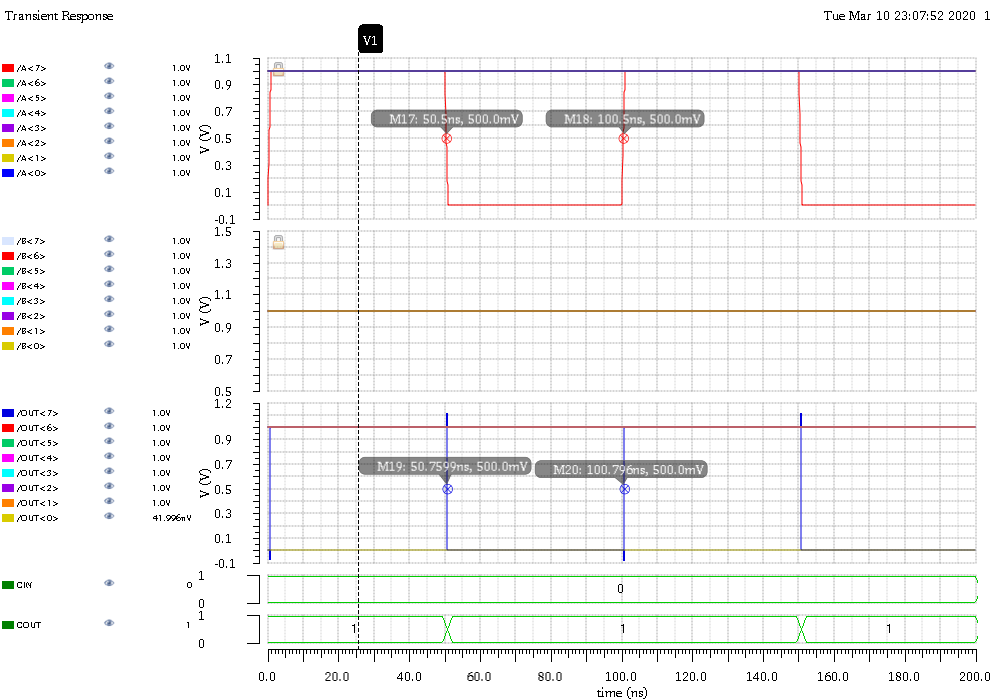 Transient Response
Tue Mar 10 23:07:52 2020 1
V1
/A<7> 1.0V
/A<6> 1.0V
/A<5> 1.0V
/A<4> 1.0V
/A<3> 1.0V
/A<2> 1.0V
/A<1> 1.0V
/A<0> 1.0V
V (V)
1.1
0.9
0.7
0.5
0.3
0.1
-0.1
M17: 50.5ns, 500.0mV
M18: 100.5ns, 500.0mV
/B<7> 1.0V
/B<6> 1.0V
/B<5> 1.0V
/B<4> 1.0V
/B<3> 1.0V
/B<2> 1.0V
/B<1> 1.0V
/B<0> 1.0V
V (V)
1.5
1.3
1.1
0.9
0.7
0.5
/OUT<7> 1.0V
/OUT<6> 1.0V
/OUT<5> 1.0V
/OUT<4> 1.0V
/OUT<3> 1.0V
/OUT<2> 1.0V
/OUT<1> 1.0V
/OUT<0> 41.996mV
V (V)
1.2
0.9
0.7
0.5
0.3
0.1
-0.1
M19: 50.7599ns, 500.0mV
M20: 100.796ns, 500.0mV
CIN 0
1
0
0
COUT 1
1
0
1
1
1
0.0 20.0 40.0 60.0 80.0 100.0 120.0 140.0 160.0 180.0 200.0
time (ns)